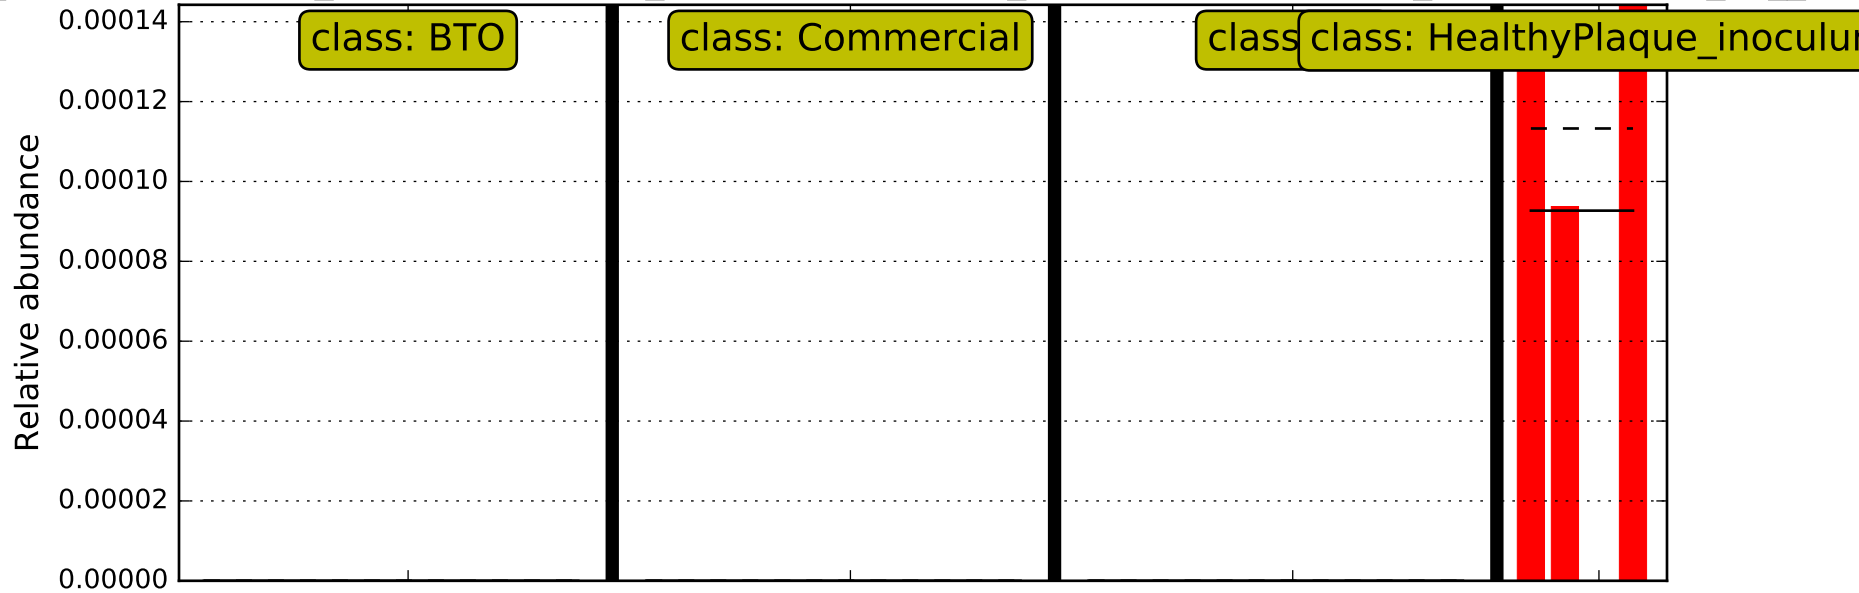 0.00014
0.00012
0.00010
0.00008
0.00006
0.00004
0.00002
0.00000
Relative abundance
class: BTO
class: Commercial
class
class: HealthyPlaque_inoculu